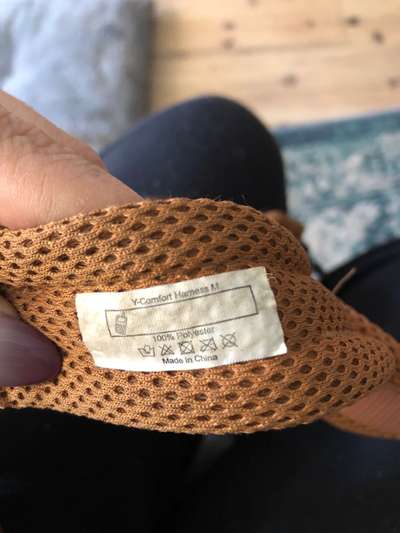 Y-Comfort Harness M
100% Polyester
Made in China